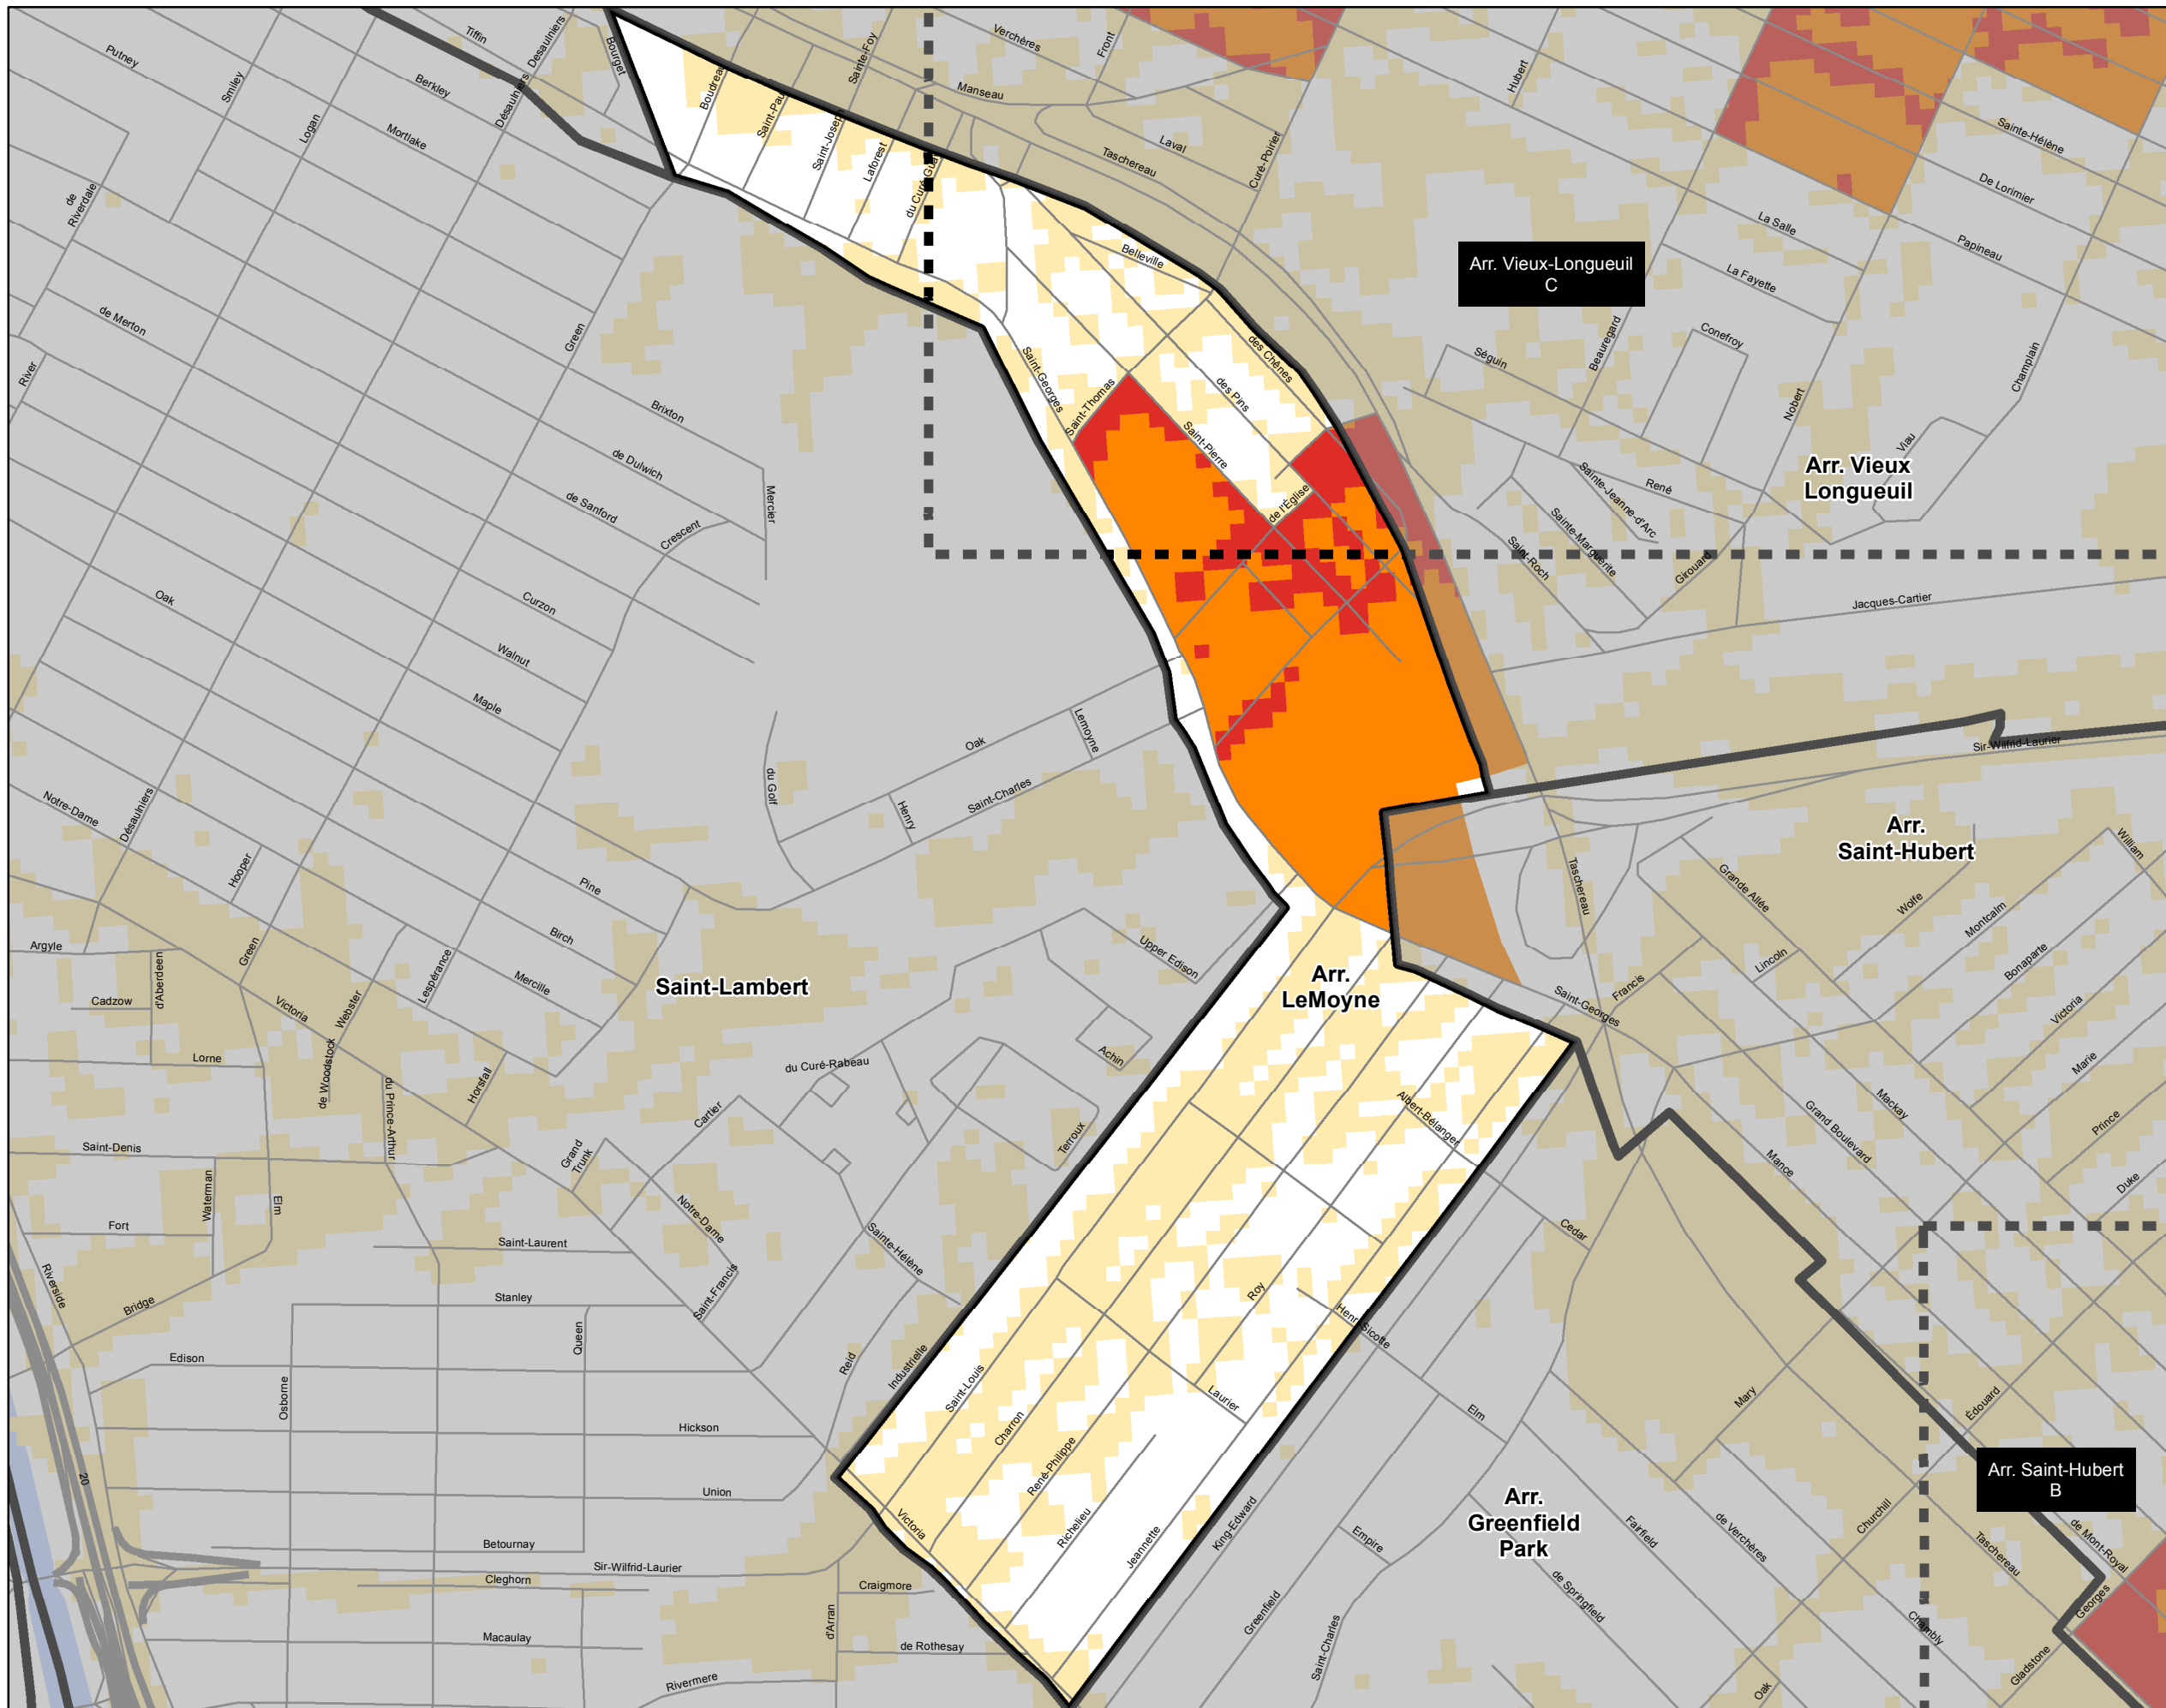 Tiffin
Desaulniers
Bourget
Putney
Smiley
Berkley
Désaulniers
Logan
Mortlake
de
Riverdale
Boudreau
Saint-Paul
Sainte-Foy
Saint-Joseph
Laforest
Verchères
Front
Manseau
Laval
Taschereau
Curé-Poirier
Hubert
Sainte-Hélène
De Lorimier
La Salle
Papineau
La Fayette
Belleville
Arr. Vieux-Longueuil
C
de Merton
Green
River
Brixton
de Dulwich
de Sanford
Mercier
Crescent
Saint-Georges
Saint-Thomas
Saint-Pierre
des Pins
des Chênes
de l'Église
Séguin
Beauregard
Conefroy
Nobert
Champlain
Viau
Arr. Vieux
Longueuil
René
Sainte-Jeanne-d'Arc
Sainte-Marguerite
Saint-Roch
Girouard
Jacques-Cartier
Oak
Curzon
Walnut
Maple
Lemoyne
Oak
du Golf
Henry
Saint-Charles
Sir-Wilfrid-Laurier
Notre-Dame
Désaulniers
Hooper
Pine
Birch
Mercille
Lespérance
Green
Argyle
d'Aberdeen
Cadzow
Victoria
Webster
Lorne
de Woodstock
du Prince-Arthur
Horsfall
Saint-Lambert
Upper Edison
Arr.
LeMoyne
Taschereau
Arr.
Saint-Hubert
Grande Allée
Wolfe
William
Montcalm
Lincoln
Bonaparte
Francis
Saint-Georges
Victoria
Marie
Mackay
Grand Boulevard
Prince
Mance
Duke
Achin
du Curé-Rabeau
Cartier
Terroux
Albert-Bélanger
Saint-Denis
Grand
Trunk
Waterman
Elm
Fort
Saint-Laurent
Notre-Dame
Sainte-Hélène
Saint-Francis
Cedar
Riverside
Bridge
Stanley
Queen
Edison
Osborne
Reid
Industrielle
Roy
Henri-Sicotte
Saint-Louis
Laurier
Charron
René-Philippe
Elm
Mary
Édouard
Hickson
20
Union
Victoria
Richelieu
Jeannette
King-Edward
Arr.
Greenfield
Park
Arr. Saint-Hubert
B
Empire
Fairfield
de Verchères
Churchill
de Mont-Royal
Taschereau
Betournay
Sir-Wilfrid-Laurier
Cleghorn
Craigmore
d'Arran
Macaulay
de Rothesay
Rivermere
Greenfield
Saint-Charles
de Springfield
Chambly
Georges
Gladstone
Oak